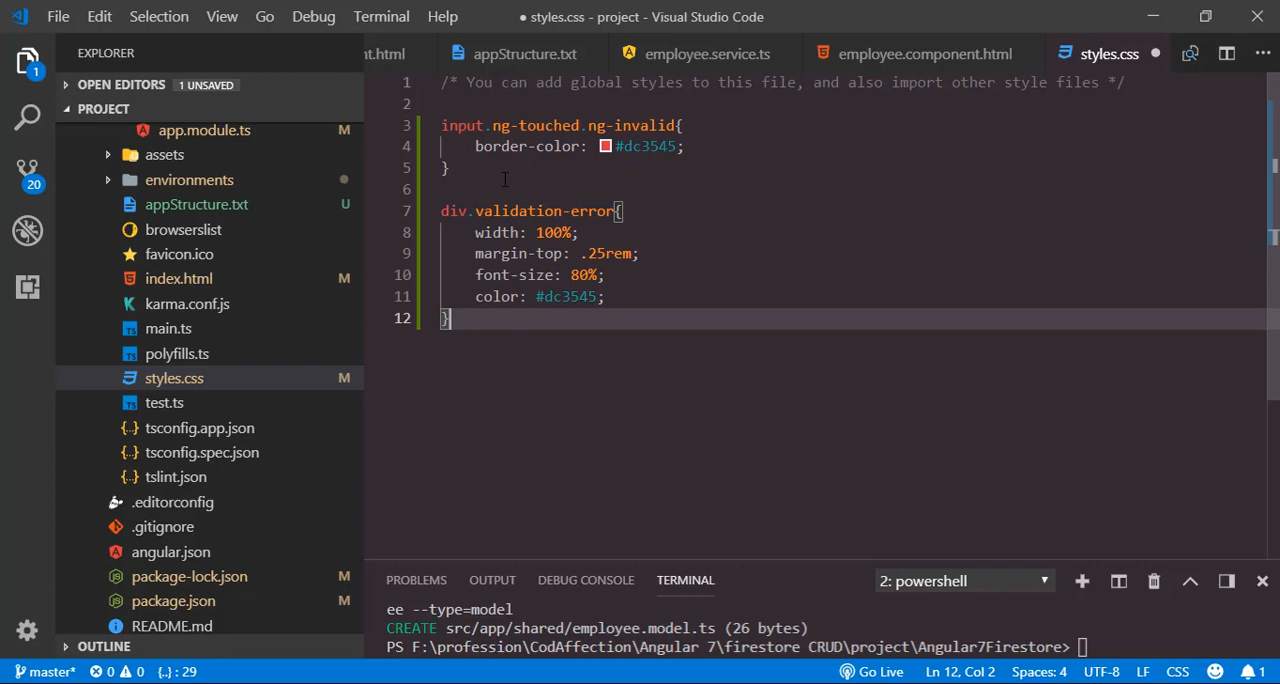 File Edit Selection View Go Debug Terminal Help ● styles.css - project - Visual Studio Code
EXPLORER
nt.html appStructure.txt employee.service.ts employee.component.html styles.css ●
1
OPEN EDITORS 1 UNSAVED
PROJECT
app.module.ts M
assets
environments
appStructure.txt U
browserslist
favicon.ico
index.html M
karma.conf.js
main.ts
polyfills.ts
styles.css M
test.ts
tsconfig.app.json
tsconfig.spec.json
tslint.json
.editorconfig
.gitignore
angular.json
package-lock.json M
package.json M
README.md
OUTLINE
20
1 /* You can add global styles to this file, and also import other style files */
2
3 input.ng-touched.ng-invalid{
4 border-color: #dc3545;
5 }
6
7 div.validation-error{
8 width: 100%;
9 margin-top: .25rem;
10 font-size: 80%;
11 color: #dc3545;
12 }
PROBLEMS OUTPUT DEBUG CONSOLE TERMINAL 2: powershell
ee --type=model
CREATE src/app/shared/employee.model.ts (26 bytes)
PS F:\profession\CodAffection\Angular 7\firestore CRUD\project\Angular7Firestore>
master* 0 0 {..} : 29 Go Live Ln 12, Col 2 Spaces: 4 UTF-8 LF CSS 1